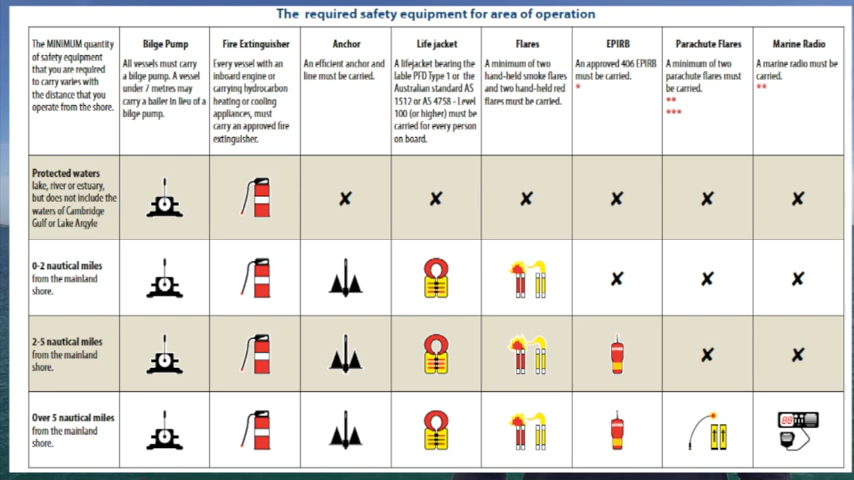 The required safety equipment for area of operation
The MINIMUM quantity
of safety equipment
that you are required
to carry varies with
the distance that you
operate from the shore.
Bilge Pump
All vessels must carry
a bilge pump. A vessel
under 7 metres may
carry a bailer in lieu of a
bilge pump.
Fire Extinguisher
Every vessel with an
inboard engine or
carrying hydrocarbon
heating or cooling
appliances, must
carry an approved fire
extinguisher.
Anchor
An efficient anchor and
line must be carried.
Life jacket
A lifejacket bearing the
lable PFD Type 1 or the
Australian standard AS
1512 or AS 4758 - Level
100 (or higher) must be
carried for every person
on board.
Flares
A minimum of two
hand-held smoke flares
and two hand-held red
flares must be carried.
EPIRB
An approved 406 EPIRB
must be carried.
*
Parachute Flares
A minimum of two
parachute flares must
be carried.
**
***
Marine Radio
A marine radio must be
carried.
**
Protected waters
lake, river or estuary,
but does not include the
waters of Cambridge
Gulf or Lake Argyle
0-2 nautical miles
from the mainland
shore.
2-5 nautical miles
from the mainland
shore.
Over 5 nautical miles
from the mainland
shore.